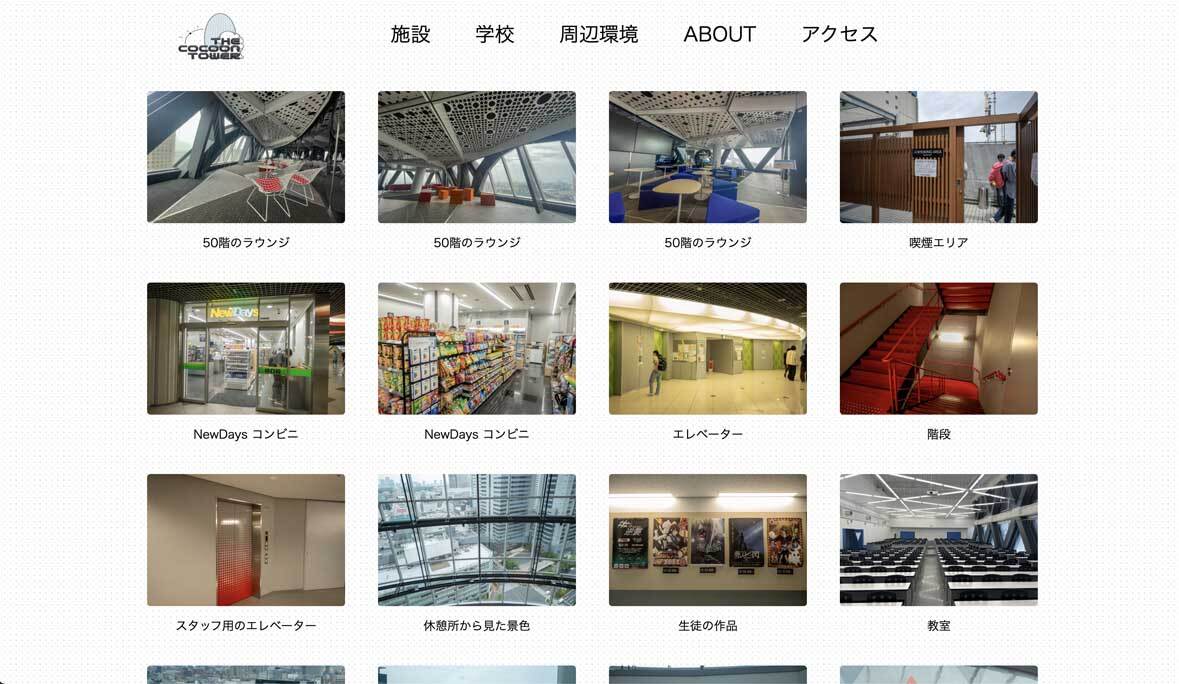 THE
COCOON
TOWER
施設 学校 周辺環境 ABOUT アクセス
50階のラウンジ 50階のラウンジ 50階のラウンジ 喫煙エリア
NewDays
NewDays コンビニ NewDays コンビニ エレベーター 階段
スタッフ用のエレベーター 休憩所から見た景色 生徒の作品 教室